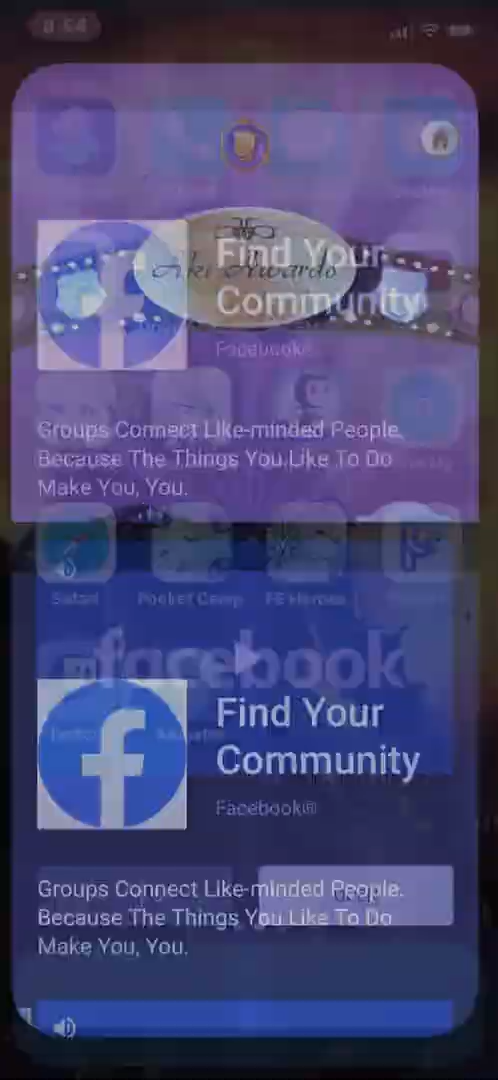 8:54
Find Your
Community
Aki Awards
Facebook®
Groups Connect Like-minded People.
Because The Things You Like To Do
Make You, You.
Safari
Pocket Camp
FE Heroes
facebook
Find Your
Community
Facebook®
Groups Connect Like-minded People.
Because The Things You Like To Do
Make You, You.